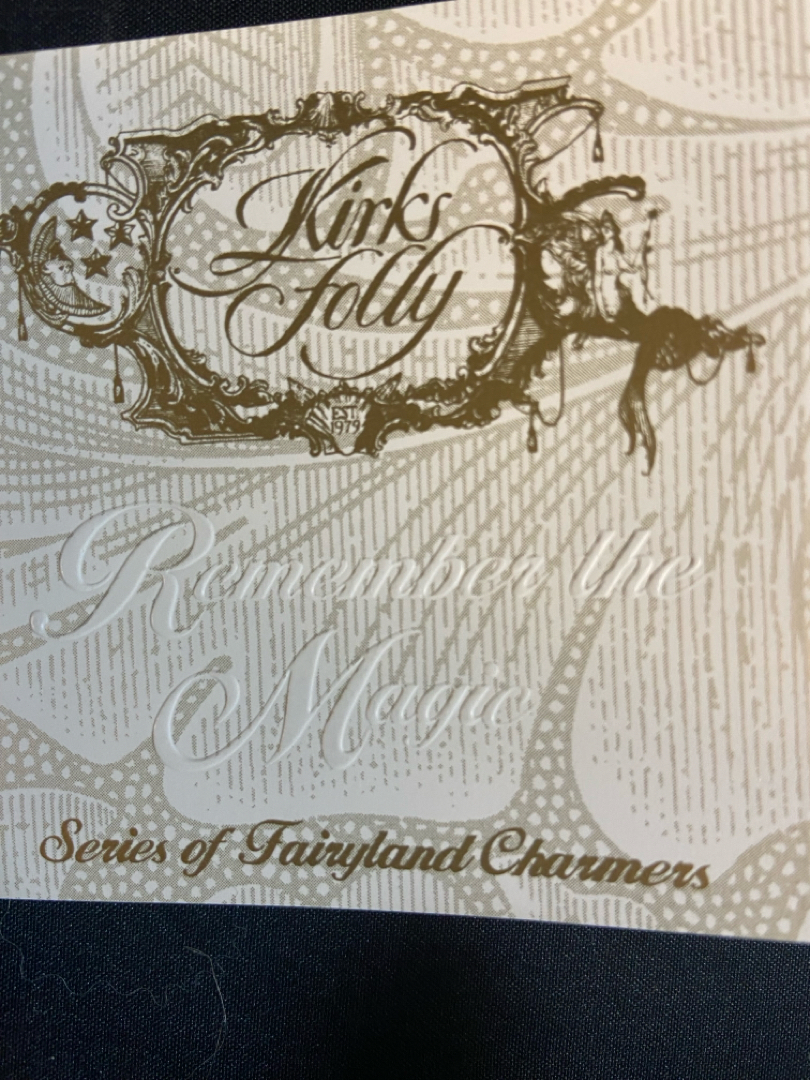 Kirks
Folly
EST.
1979
Remember the
Magic
Series of Fairyland Charmers